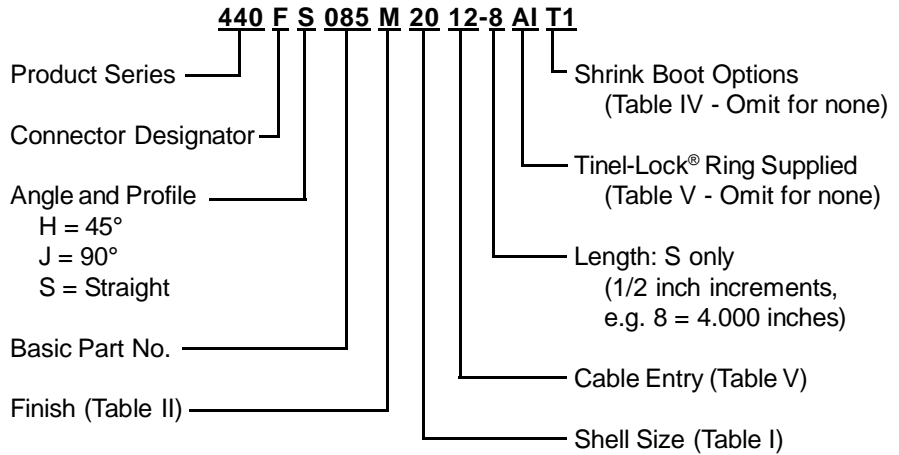 440 F S 085 M 20 12-8 AI T1
Product Series
Connector Designator
Angle and Profile
H = 45°
J = 90°
S = Straight
Basic Part No.
Finish (Table II)
Shrink Boot Options
(Table IV - Omit for none)
Tinel-Lock® Ring Supplied
(Table V - Omit for none)
Length: S only
(1/2 inch increments,
e.g. 8 = 4.000 inches)
Cable Entry (Table V)
Shell Size (Table I)